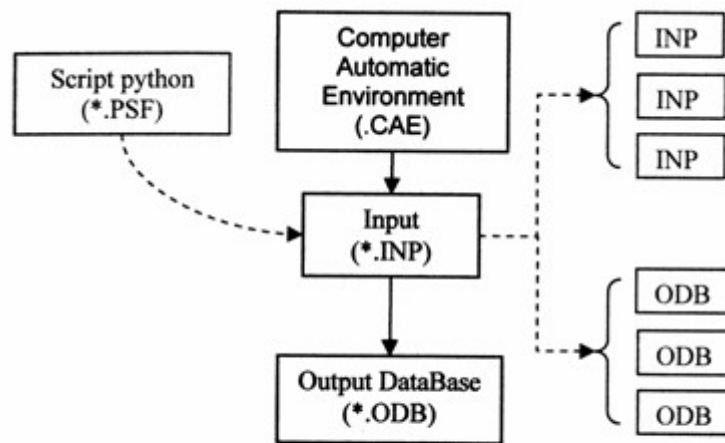 Script python
(*.PSF)
Computer
Automatic
Environment
(.CAE)
Input
(*.INP)
Output DataBase
(*.ODB)
INP
INP
INP
ODB
ODB
ODB